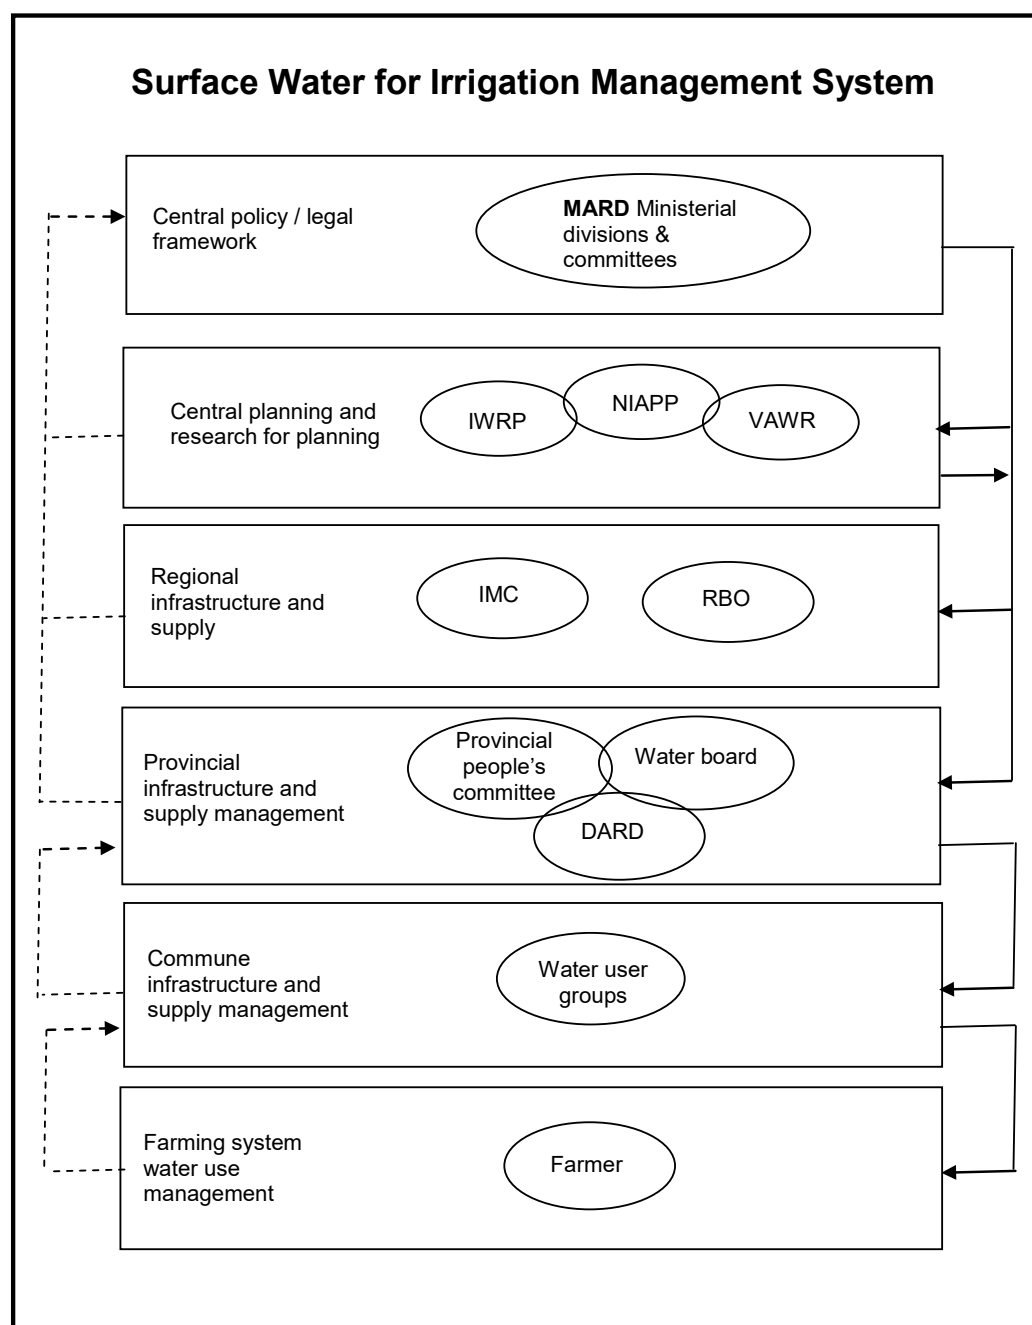 Surface Water for Irrigation Management System
Central policy / legal
framework
MARD Ministerial
divisions &
committees
Central planning and
research for planning
IWRP
NIAPP
VAWR
Regional
infrastructure and
supply
IMC
RBO
Provincial
infrastructure and
supply management
Provincial
people’s
committee
Water board
DARD
Commune
infrastructure and
supply management
Water user
groups
Farming system
water use
management
Farmer